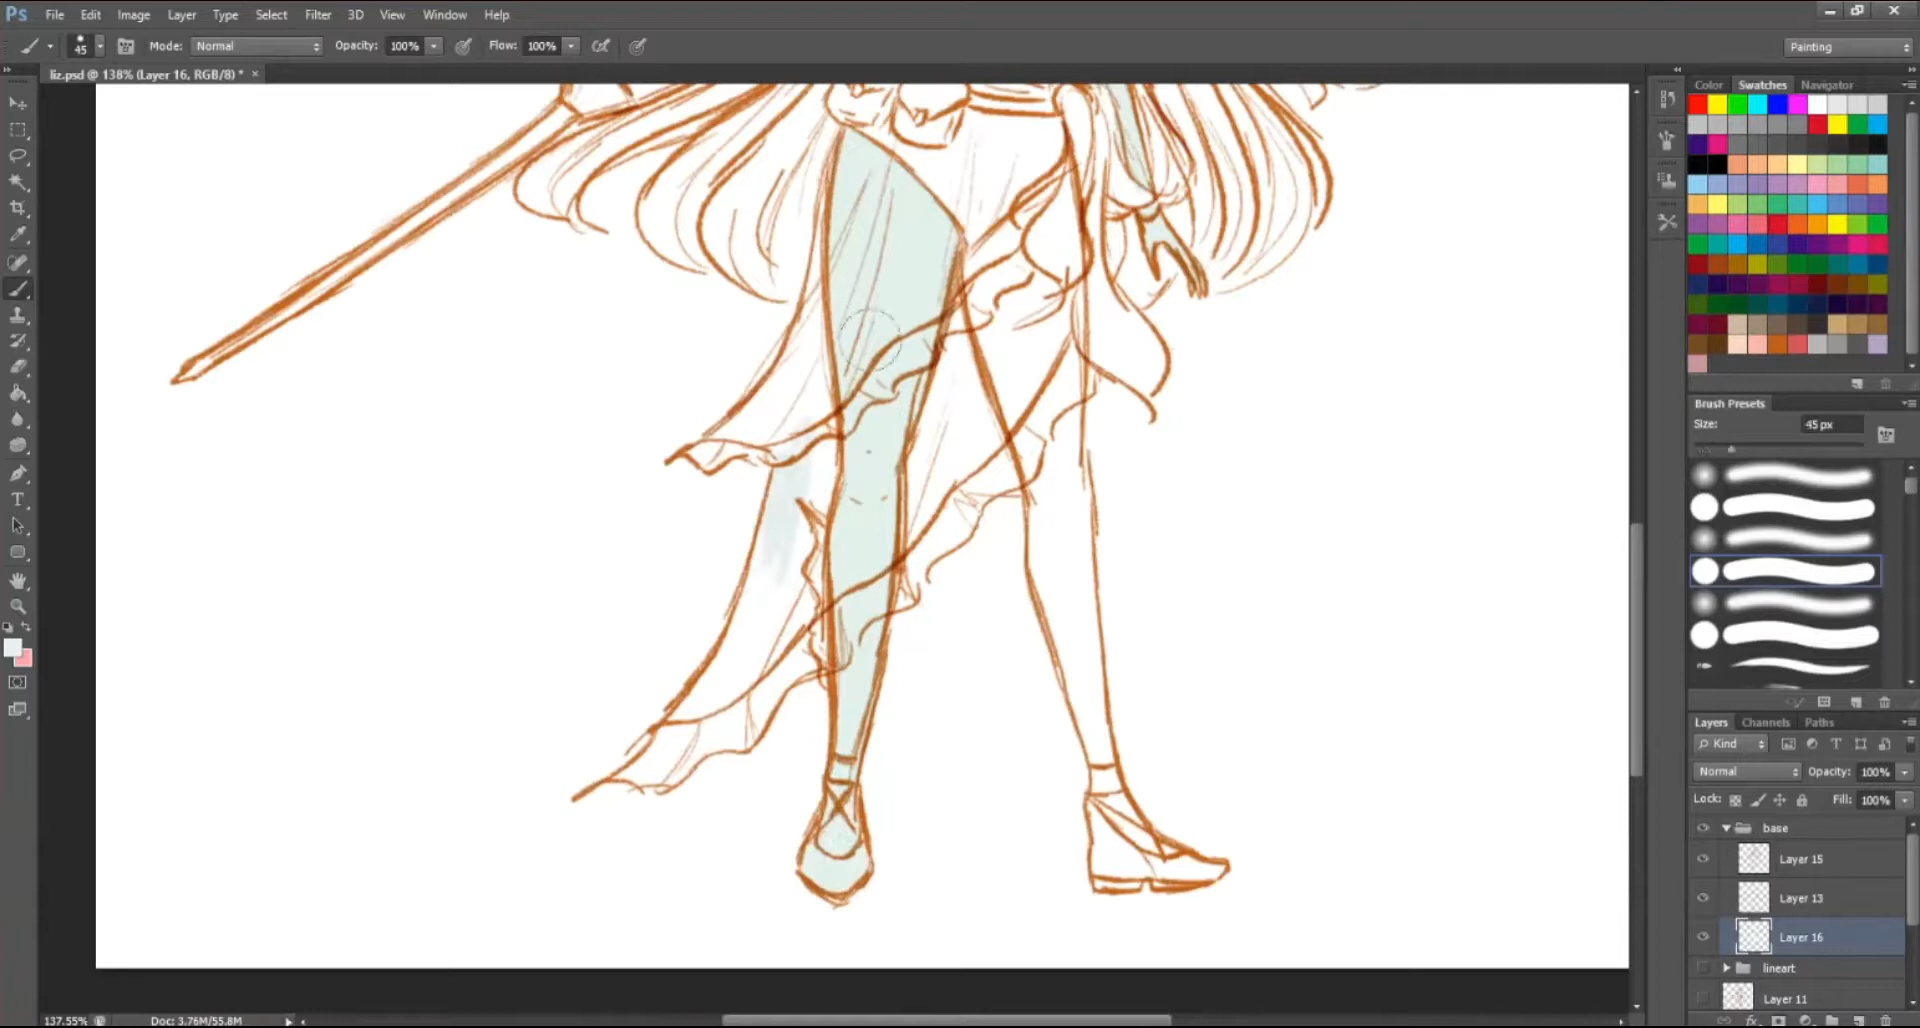 Ps File Edit Image Layer Type Select Filter 3D View Window Help
45 Mode: Normal Opacity: 100% Flow: 100% Painting
liz.psd @ 138% (Layer 16, RGB/8) * ×
Color Swatches Navigator
Brush Presets
Size: 45 px
Layers Channels Paths
Kind
Normal Opacity: 100%
Lock: Fill: 100%
base
Layer 15
Layer 13
Layer 16
lineart
Layer 11
137.55% Doc: 3.76M/55.8M